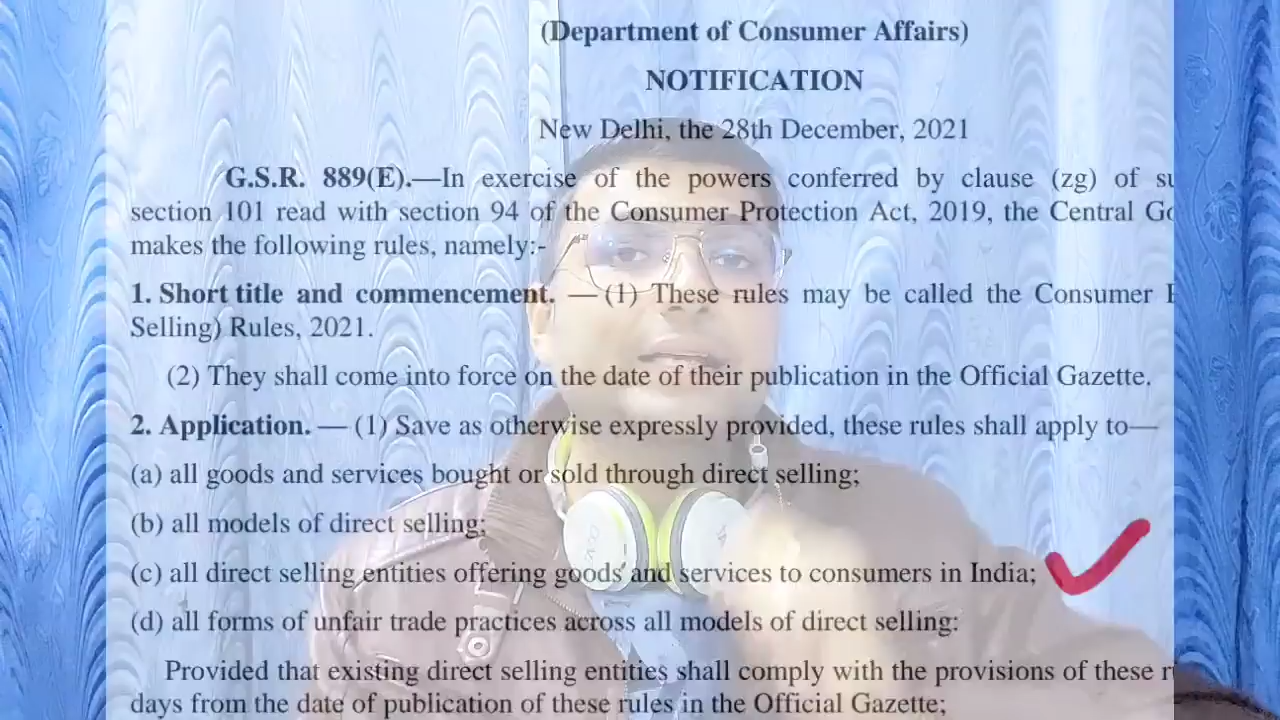 (Department of Consumer Affairs)
NOTIFICATION
New Delhi, the 28th December, 2021
G.S.R. 889(E).—In exercise of the powers conferred by clause (zg) of
section 101 read with section 94 of the Consumer Protection Act, 2019, the Central
makes the following rules, namely:-
1. Short title and commencement. — (1) These rules may be called the Consumer
Selling) Rules, 2021.
(2) They shall come into force on the date of their publication in the Official Gazette.
2. Application. — (1) Save as otherwise expressly provided, these rules shall apply to—
(a) all goods and services bought or sold through direct selling;
(b) all models of direct selling;
(c) all direct selling entities offering goods and services to consumers in India;
(d) all forms of unfair trade practices across all models of direct selling:
Provided that existing direct selling entities shall comply with the provisions of these
days from the date of publication of these rules in the Official Gazette;